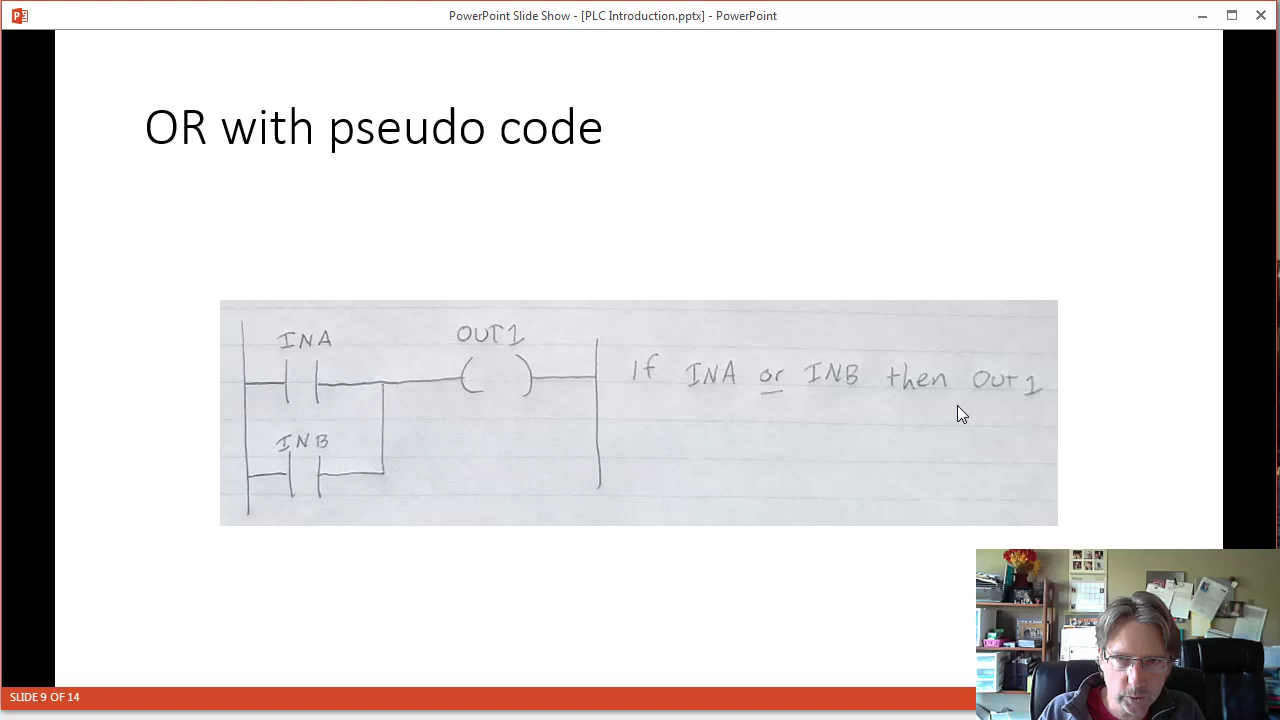 PowerPoint Slide Show - [PLC Introduction.pptx] - PowerPoint
OR with pseudo code
INA
OUT1
If INA or INB then OUT1
INB
SLIDE 9 OF 14